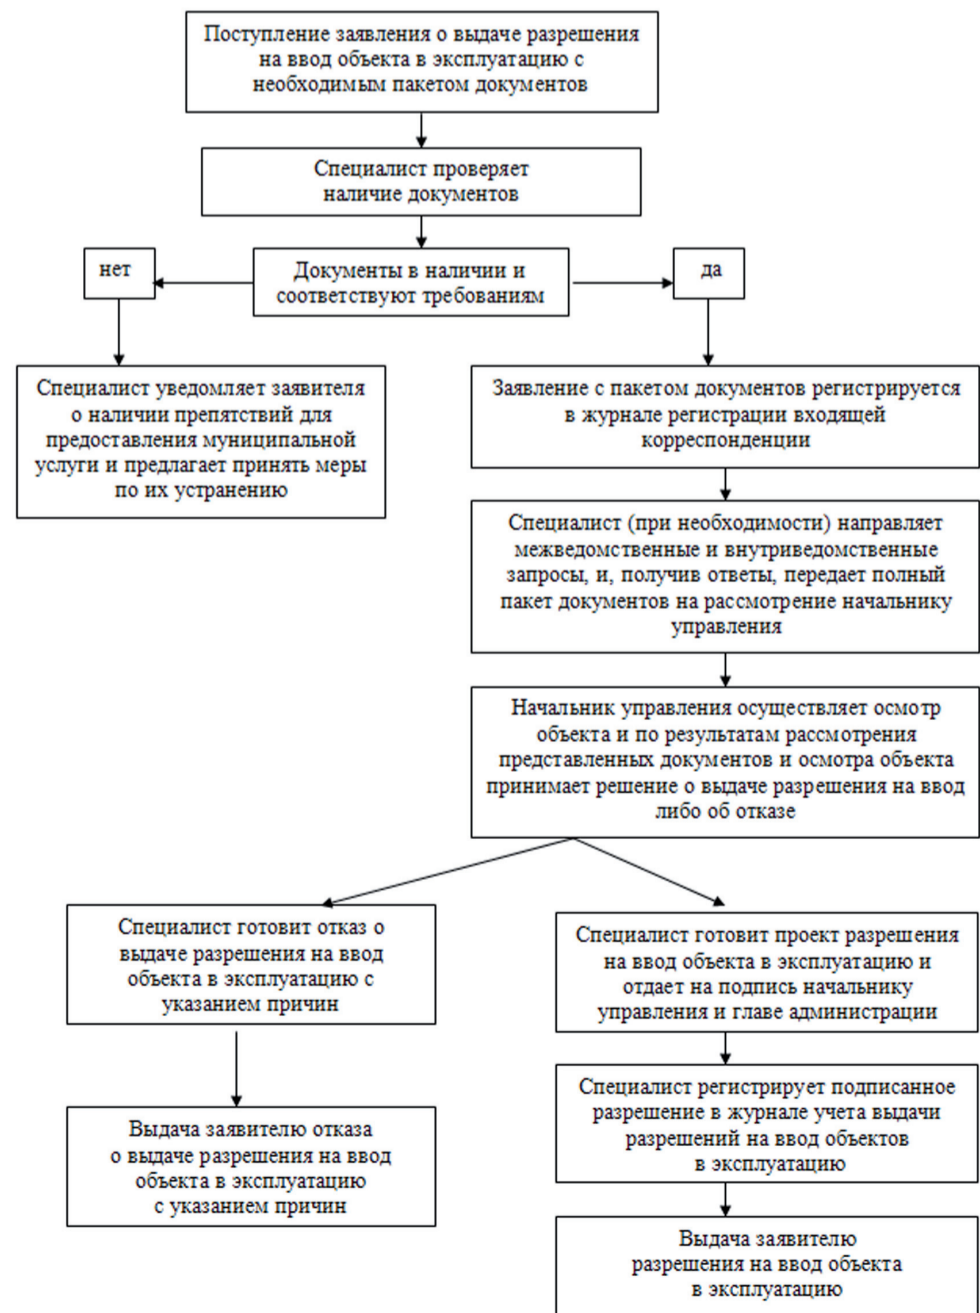 Поступление заявления о выдаче разрешения
на ввод объекта в эксплуатацию с
необходимым пакетом документов
Специалист проверяет
наличие документов
нет
Документы в наличии и
соответствуют требованиям
да
Специалист уведомляет заявителя
о наличии препятствий для
предоставления муниципальной
услуги и предлагает принять меры
по их устранению
Заявление с пакетом документов регистрируется
в журнале регистрации входящей
корреспонденции
Специалист (при необходимости) направляет
межведомственные и внутриведомственные
запросы, и, получив ответы, передает полный
пакет документов на рассмотрение начальнику
управления
Начальник управления осуществляет осмотр
объекта и по результатам рассмотрения
представленных документов и осмотра объекта
принимает решение о выдаче разрешения на ввод
либо об отказе
Специалист готовит отказ о
выдаче разрешения на ввод
объекта в эксплуатацию с
указанием причин
Специалист готовит проект разрешения
на ввод объекта в эксплуатацию и
отдает на подпись начальнику
управления и главе администрации
Выдача заявителю отказа
о выдаче разрешения на ввод
объекта в эксплуатацию
с указанием причин
Специалист регистрирует подписанное
разрешение в журнале учета выдачи
разрешений на ввод объектов
в эксплуатацию
Выдача заявителю
разрешения на ввод объекта
в эксплуатацию